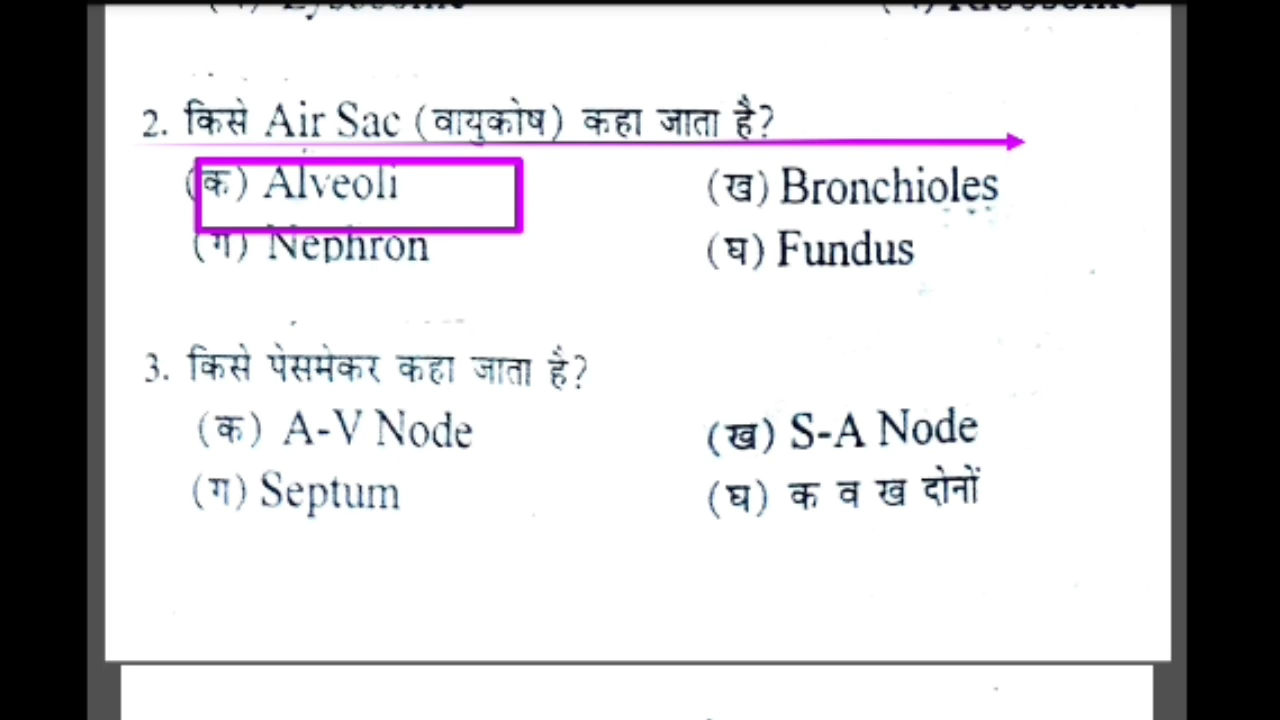 2. किसे Air Sac (वायुकोष) कहा जाता है?
(क) Alveoli (ख) Bronchioles
(ग) Nephron (घ) Fundus
3. किसे पेसमेकर कहा जाता है?
(क) A-V Node (ख) S-A Node
(ग) Septum (घ) क व ख दोनों